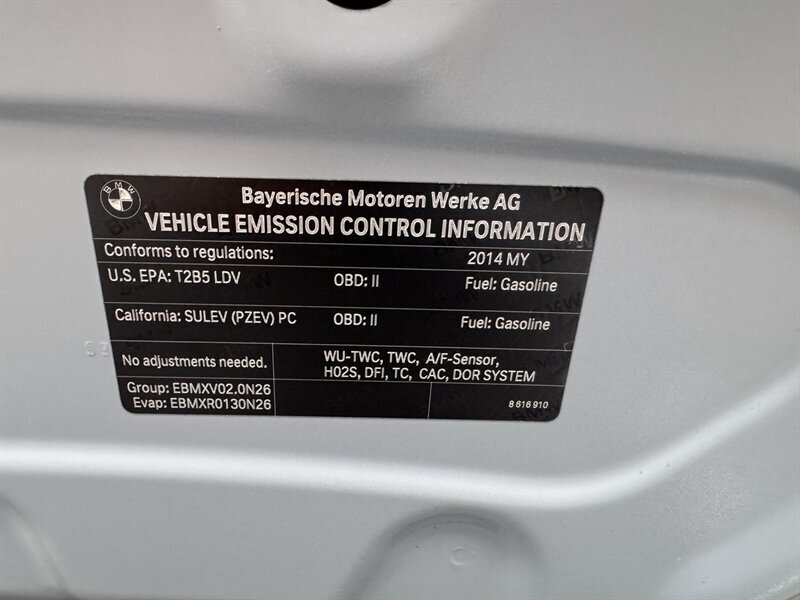 BMW
Bayerische Motoren Werke AG
VEHICLE EMISSION CONTROL INFORMATION
Conforms to regulations: 2014 MY
U.S. EPA: T2B5 LDV OBD: II Fuel: Gasoline
California: SULEV (PZEV) PC OBD: II Fuel: Gasoline
No adjustments needed.
WU-TWC, TWC, A/F-Sensor,
H02S, DFI, TC, CAC, DOR SYSTEM
Group: EBMXV02.0N26
Evap: EBMXR0130N26
8 616 910